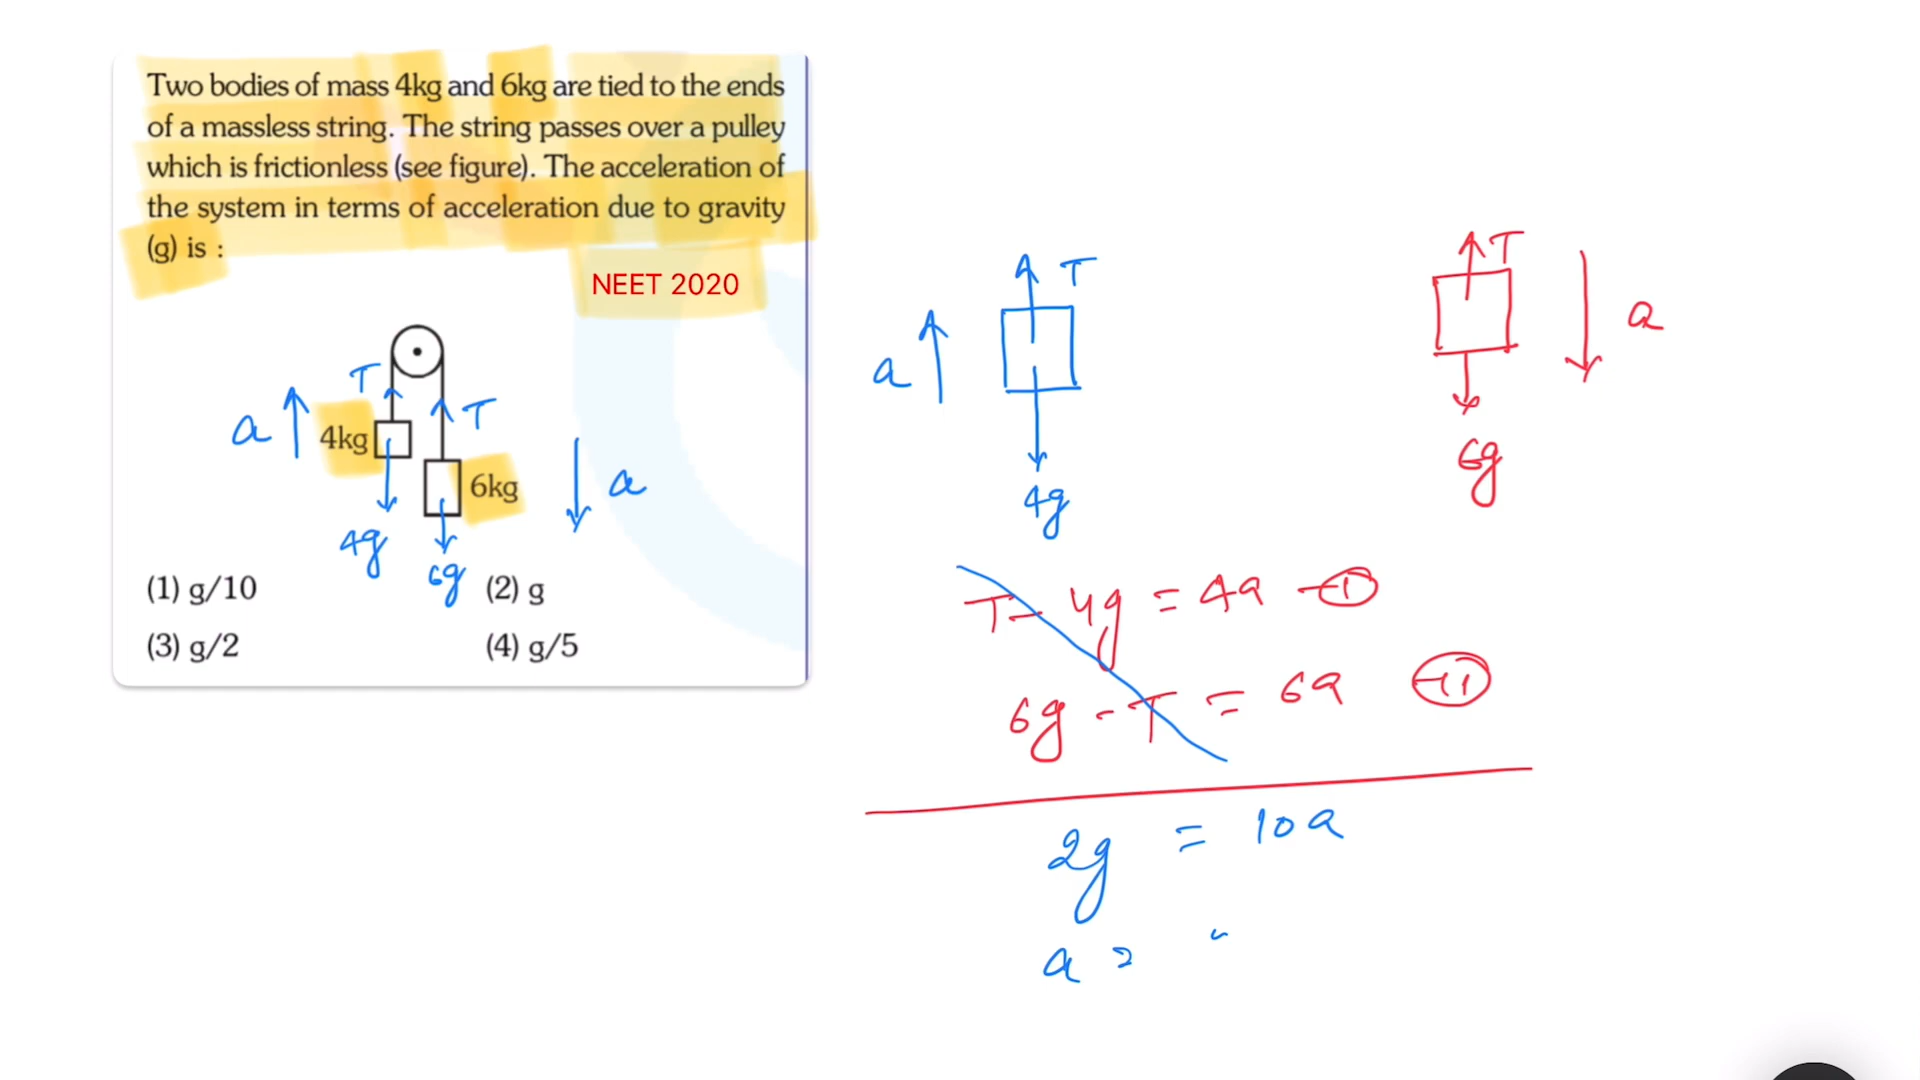 Two bodies of mass 4kg and 6kg are tied to the ends
of a massless string. The string passes over a pulley
which is frictionless (see figure). The acceleration of
the system in terms of acceleration due to gravity
(g) is :
NEET 2020
T
T
a
4kg
6kg
a
4g
6g
(1) g/10
(2) g
(3) g/2
(4) g/5
T
a
4g
T
a
6g
T - 4g = 4a - I
6g - T = 6a - II
2g = 10a
a =